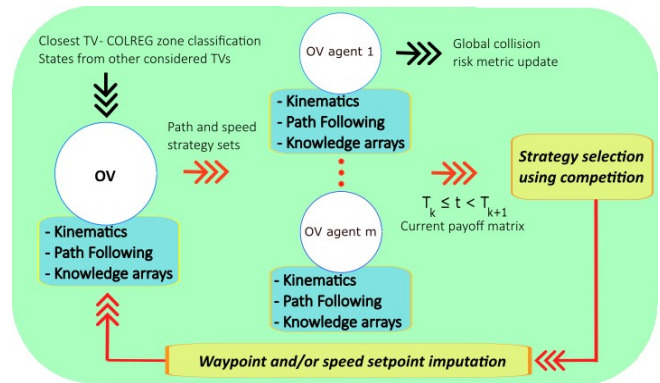 Closest TV - COLREG zone classification
States from other considered TVs
OV
- Kinematics
- Path Following
- Knowledge arrays
Path and speed
strategy sets
OV agent 1
- Kinematics
- Path Following
- Knowledge arrays
Global collision
risk metric update
OV agent m
- Kinematics
- Path Following
- Knowledge arrays
T_k ≤ t < T_{k+1}
Current payoff matrix
Strategy selection
using competition
Waypoint and/or speed setpoint imputation